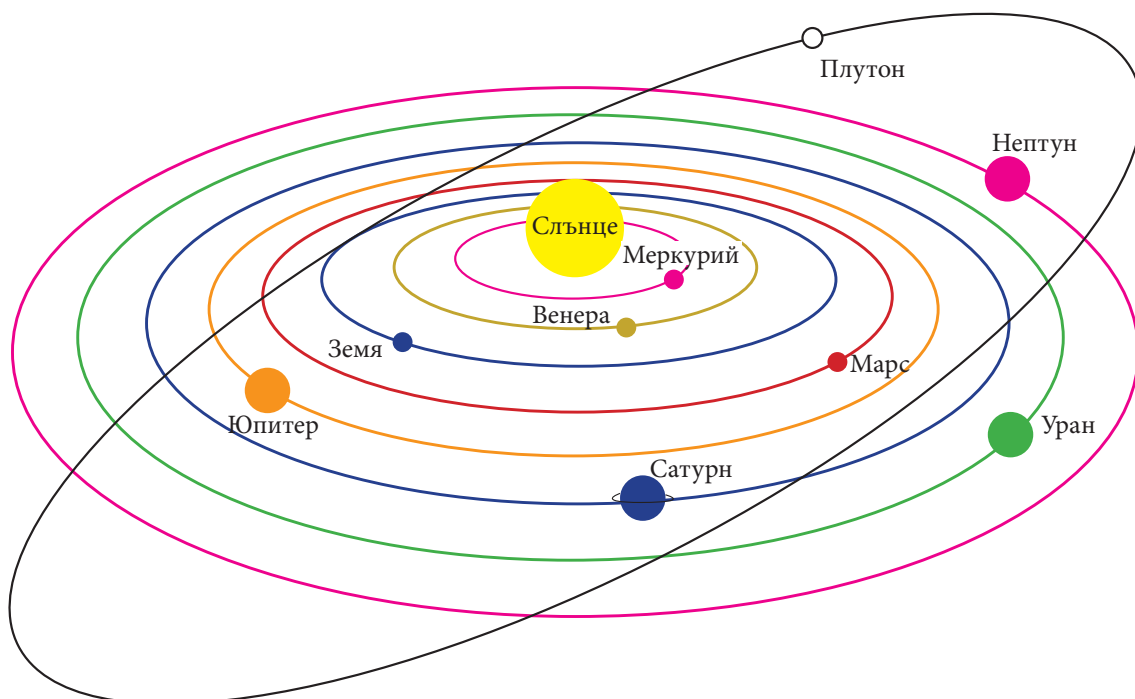 Плутон
Нептун
Слънце
Меркурий
Венера
Земя
Марс
Юпитер
Уран
Сатурн